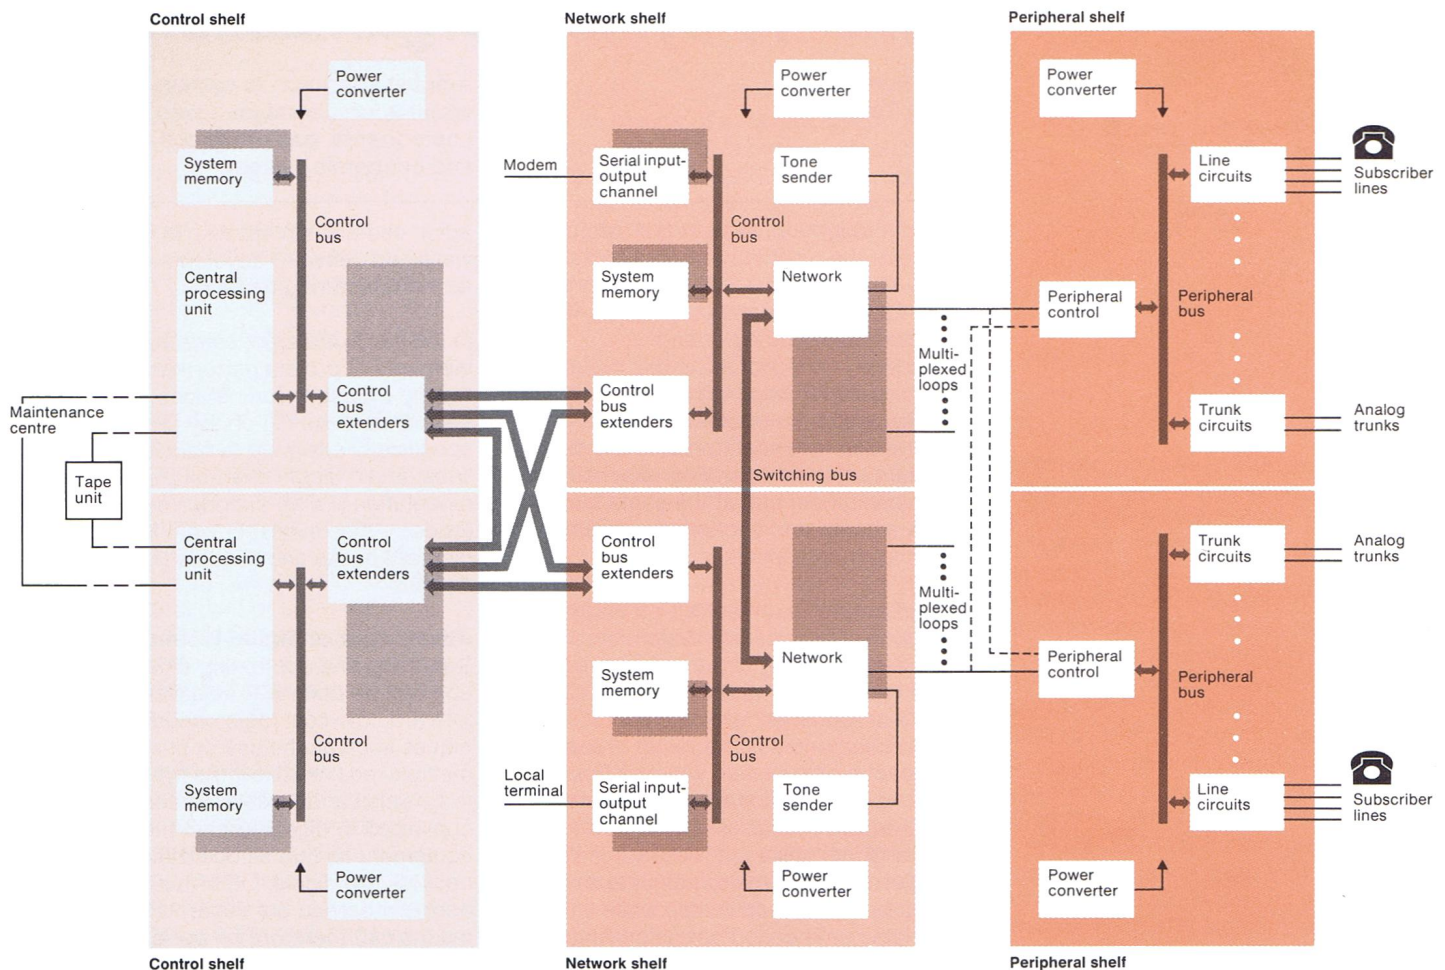 Control shelf
Network shelf
Peripheral shelf
Power
converter
System
memory
Control
bus
Central
processing
unit
Control
bus
extenders
Maintenance
centre
Tape
unit
Power
converter
Modem
Serial input-
output
channel
Tone
sender
Control
bus
System
memory
Network
Control
bus
extenders
Switching bus
Multi-
plexed
loops
Power
converter
Line
circuits
Subscriber
lines
Peripheral
control
Peripheral
bus
Trunk
circuits
Analog
trunks
Central
processing
unit
Control
bus
extenders
Control
bus
System
memory
Power
converter
Control
bus
extenders
System
memory
Network
Control
bus
Local
terminal
Serial input-
output
channel
Tone
sender
Power
converter
Multi-
plexed
loops
Trunk
circuits
Analog
trunks
Peripheral
control
Peripheral
bus
Line
circuits
Subscriber
lines
Power
converter
Control shelf
Network shelf
Peripheral shelf